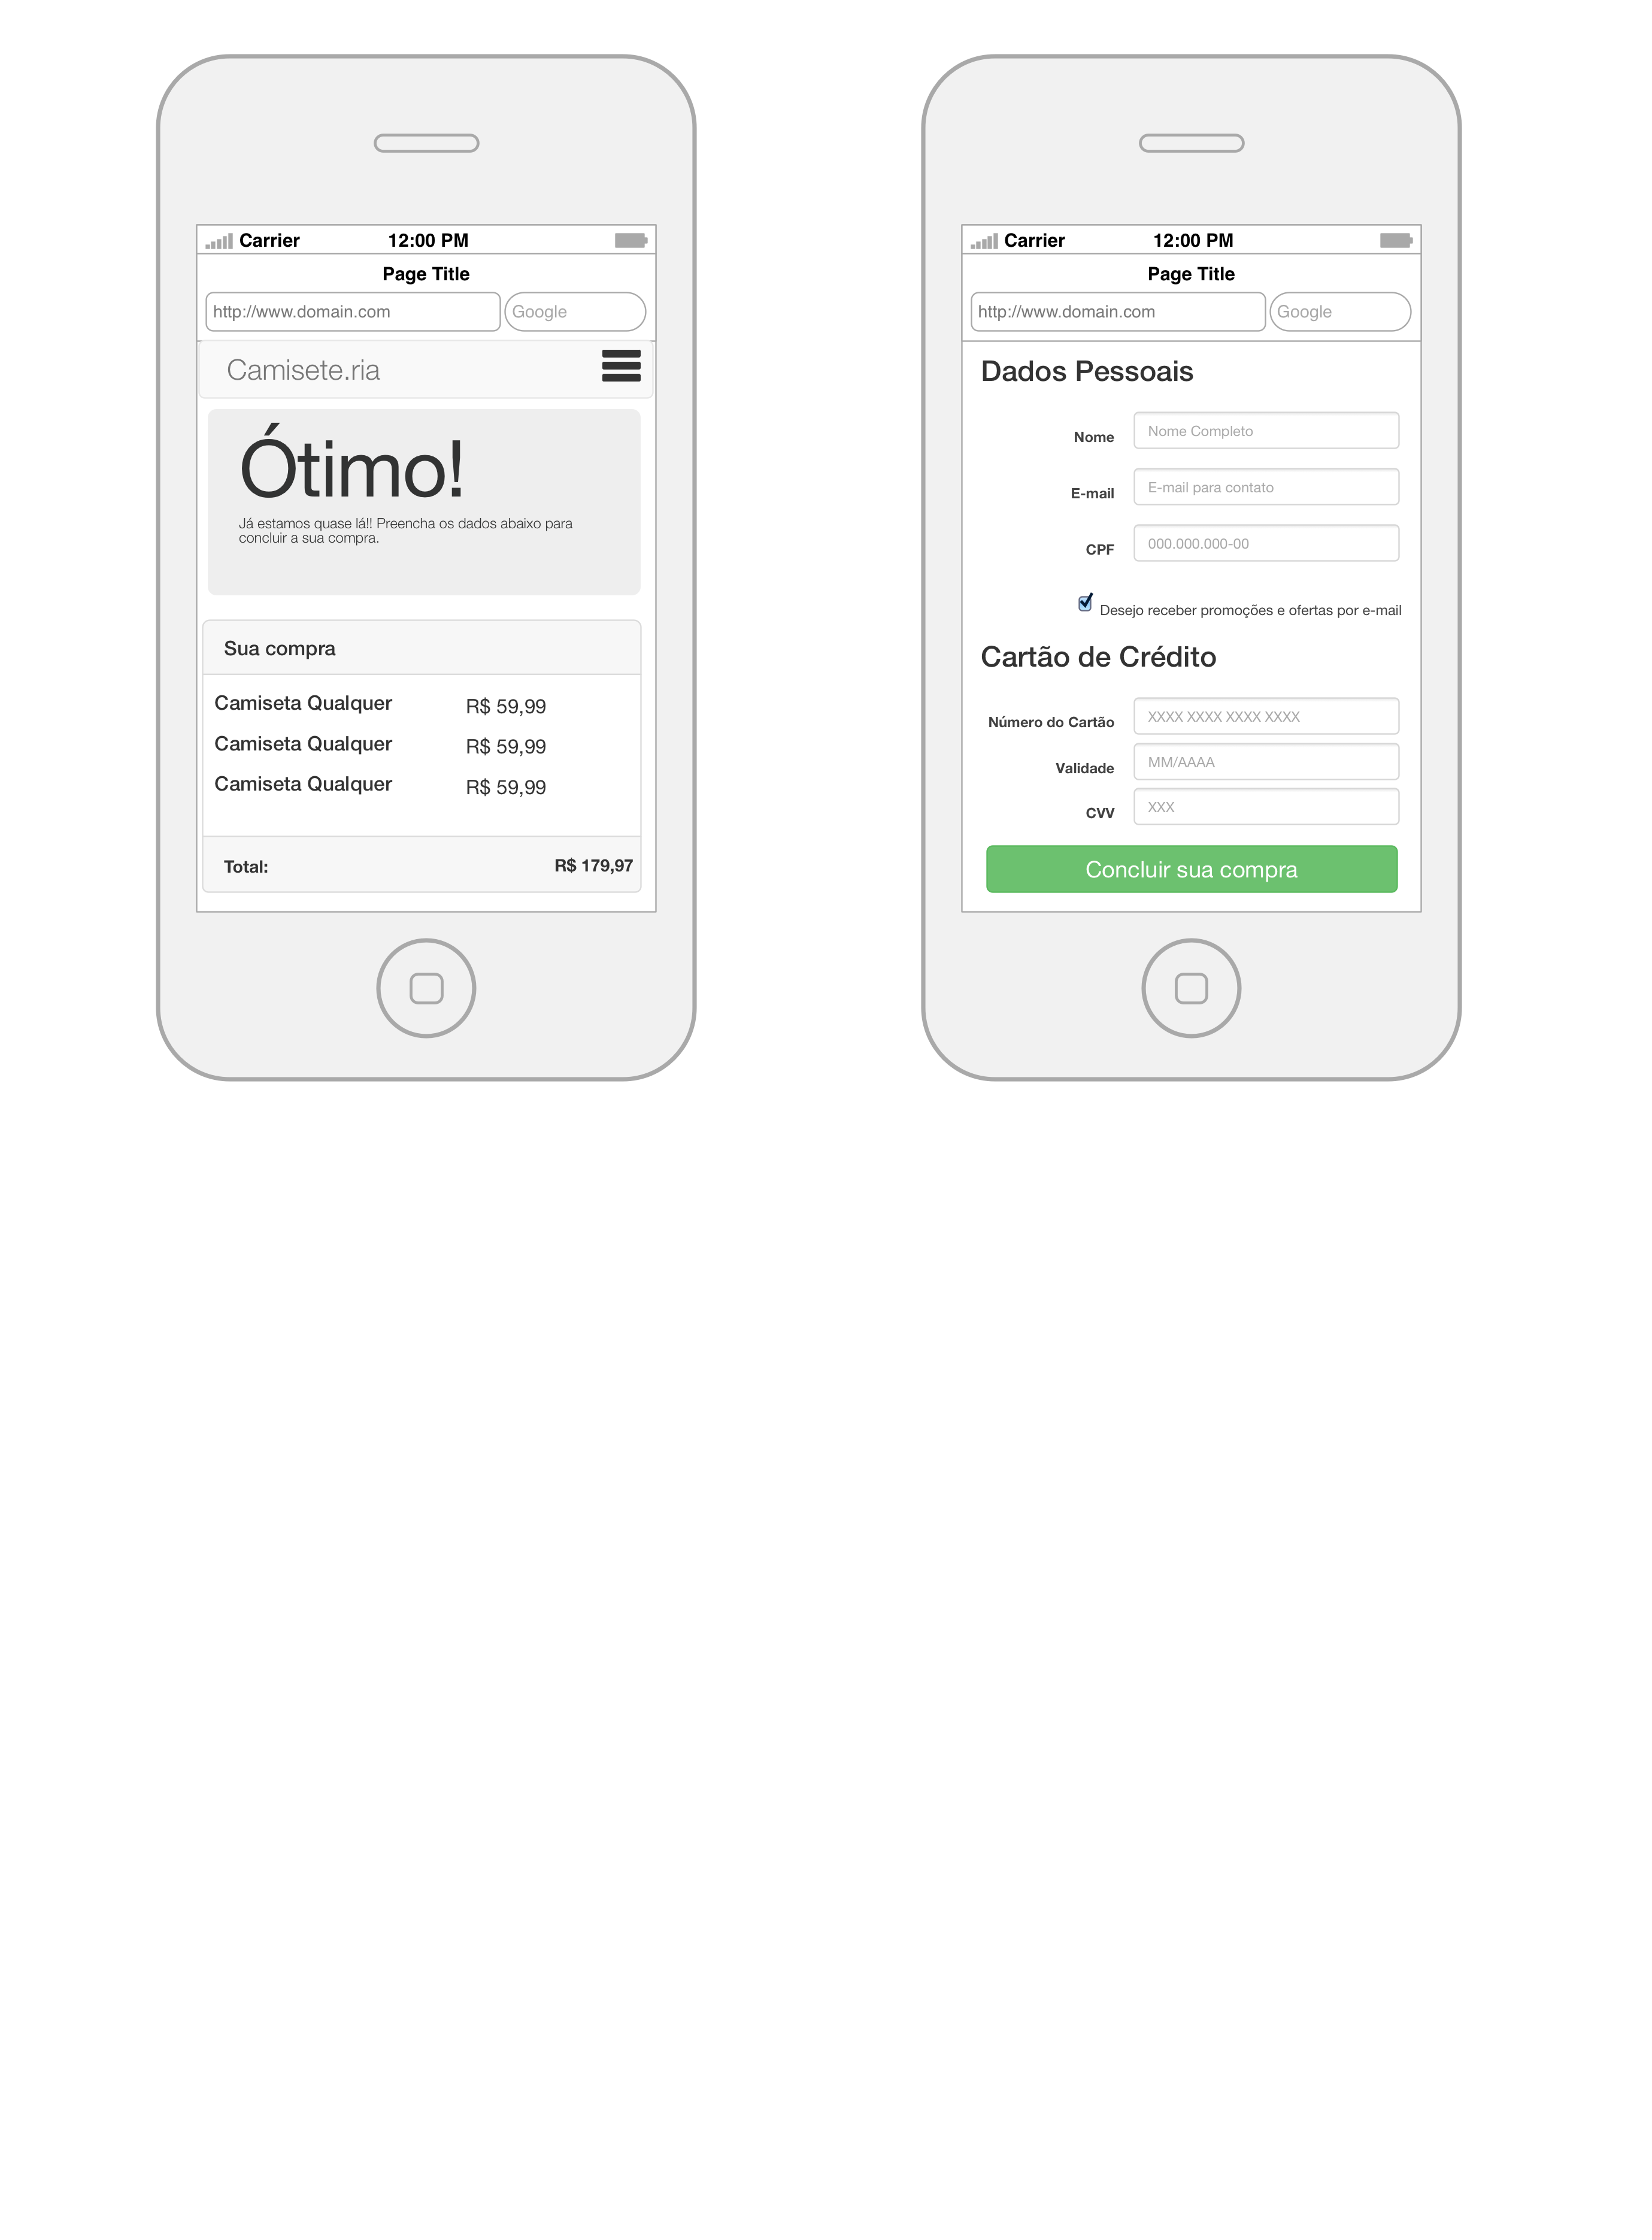 Carrier 12:00 PM
Page Title
http://www.domain.com Google
Camisete.ria
Ótimo!
Já estamos quase lá!! Preencha os dados abaixo para
concluir a sua compra.
Sua compra
Camiseta Qualquer R$ 59,99
Camiseta Qualquer R$ 59,99
Camiseta Qualquer R$ 59,99
Total: R$ 179,97
Carrier 12:00 PM
Page Title
http://www.domain.com Google
Dados Pessoais
Nome Nome Completo
E-mail E-mail para contato
CPF 000.000.000-00
Desejo receber promoções e ofertas por e-mail
Cartão de Crédito
Número do Cartão XXXX XXXX XXXX XXXX
Validade MM/AAAA
CVV XXX
Concluir sua compra